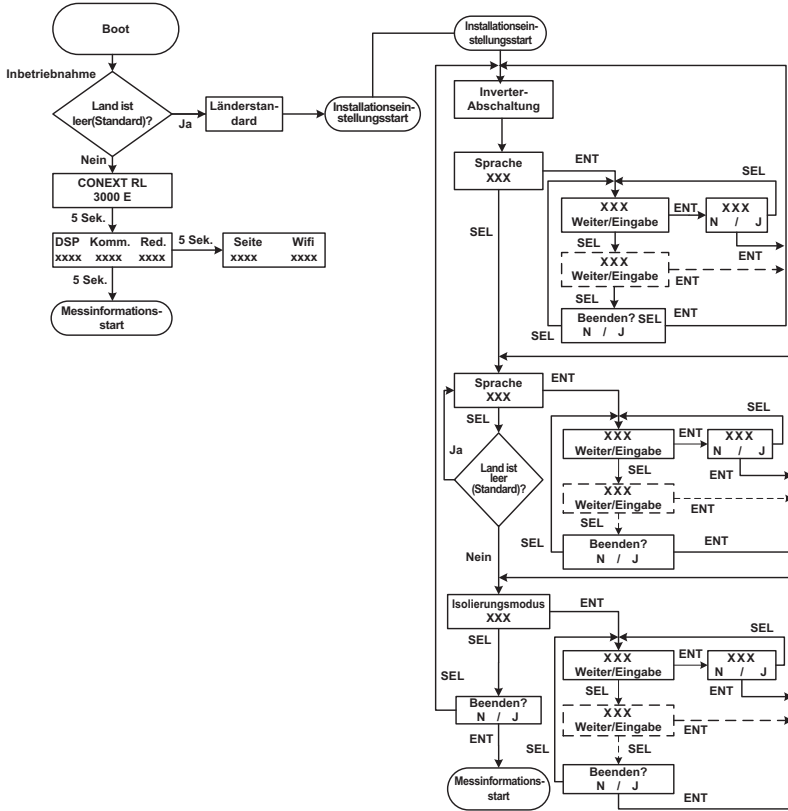 Boot
Inbetriebnahme
Land ist
leer(Standard)?
Ja
Länderstan-
dard
Installationsein-
stellungsstart
Nein
CONEXT RL
3000 E
5 Sek.
DSP Komm. Red.
xxxx xxxx xxxx
5 Sek.
Seite Wifi
xxxx xxxx
5 Sek.
Messinformations-
start
Installationsein-
stellungsstart
Inverter-
Abschaltung
Sprache
XXX
ENT
SEL
SEL
XXX
Weiter/Eingabe
ENT
XXX
N / J
ENT
SEL
XXX
Weiter/Eingabe
ENT
SEL
Beenden? SEL
N / J
ENT
SEL
Sprache
XXX
ENT
SEL
SEL
Ja
Land ist
leer
(Standard)?
XXX
Weiter/Eingabe
ENT
XXX
N / J
ENT
SEL
XXX
Weiter/Eingabe
ENT
SEL
Beenden?
N / J
ENT
SEL
Nein
Isolierungsmodus
XXX
ENT
SEL
SEL
XXX
Weiter/Eingabe
ENT
XXX
N / J
ENT
SEL
XXX
Weiter/Eingabe
ENT
SEL
Beenden?
N / J
ENT
SEL
SEL
Beenden?
N / J
ENT
Messinformations-
start